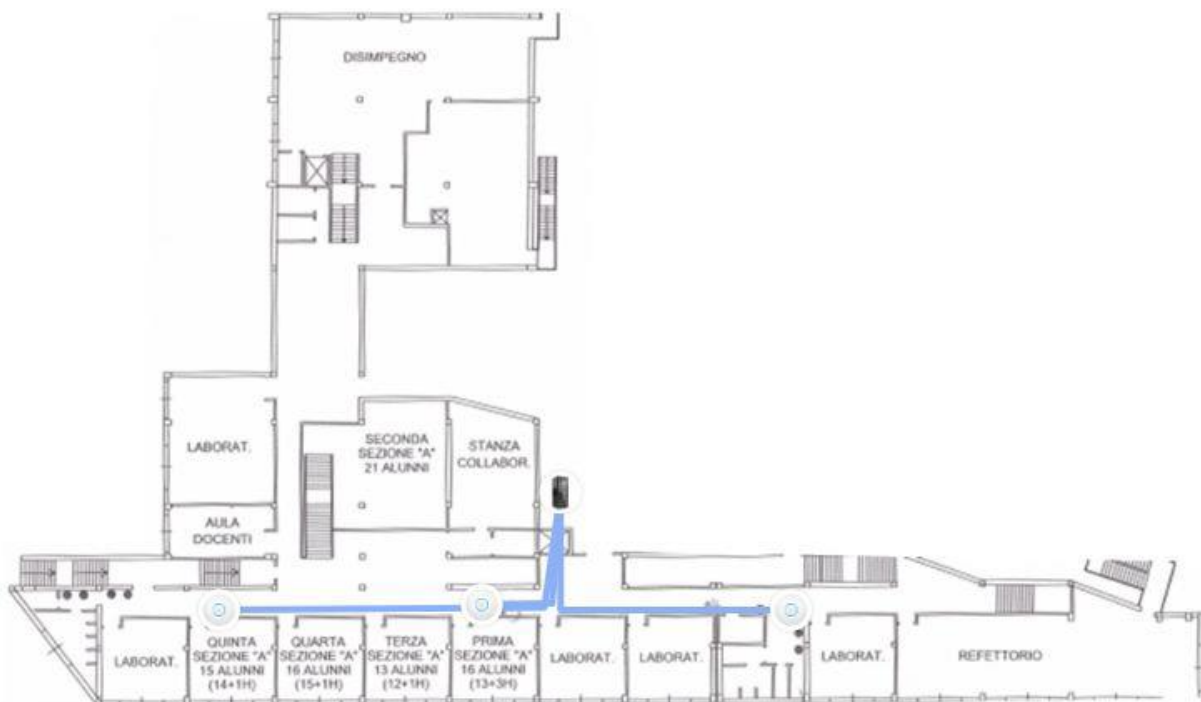 DISIMPEGNO
LABORAT.
SECONDA
SEZIONE "A"
21 ALUNNI
STANZA
COLLABOR.
AULA
DOCENTI
LABORAT.
QUINTA
SEZIONE "A"
15 ALUNNI
(14+1H)
QUARTA
SEZIONE "A"
16 ALUNNI
(15+1H)
TERZA
SEZIONE "A"
13 ALUNNI
(12+1H)
PRIMA
SEZIONE "A"
16 ALUNNI
(13+3H)
LABORAT.
LABORAT.
LABORAT.
REFETTORIO